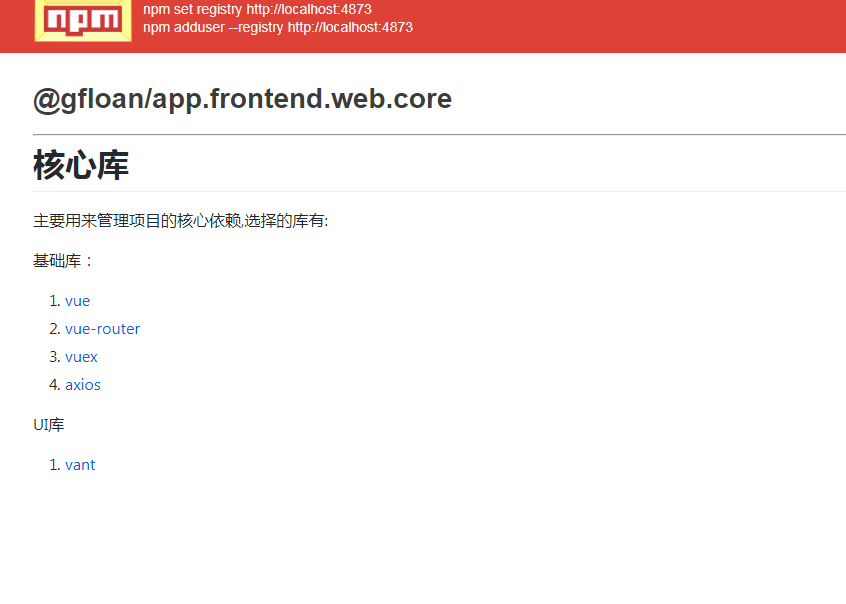 npm
npm set registry http://localhost:4873
npm adduser --registry http://localhost:4873
@gfloan/app.frontend.web.core
核心库
主要用来管理项目的核心依赖,选择的库有:
基础库：
1. vue
2. vue-router
3. vuex
4. axios
UI库
1. vant